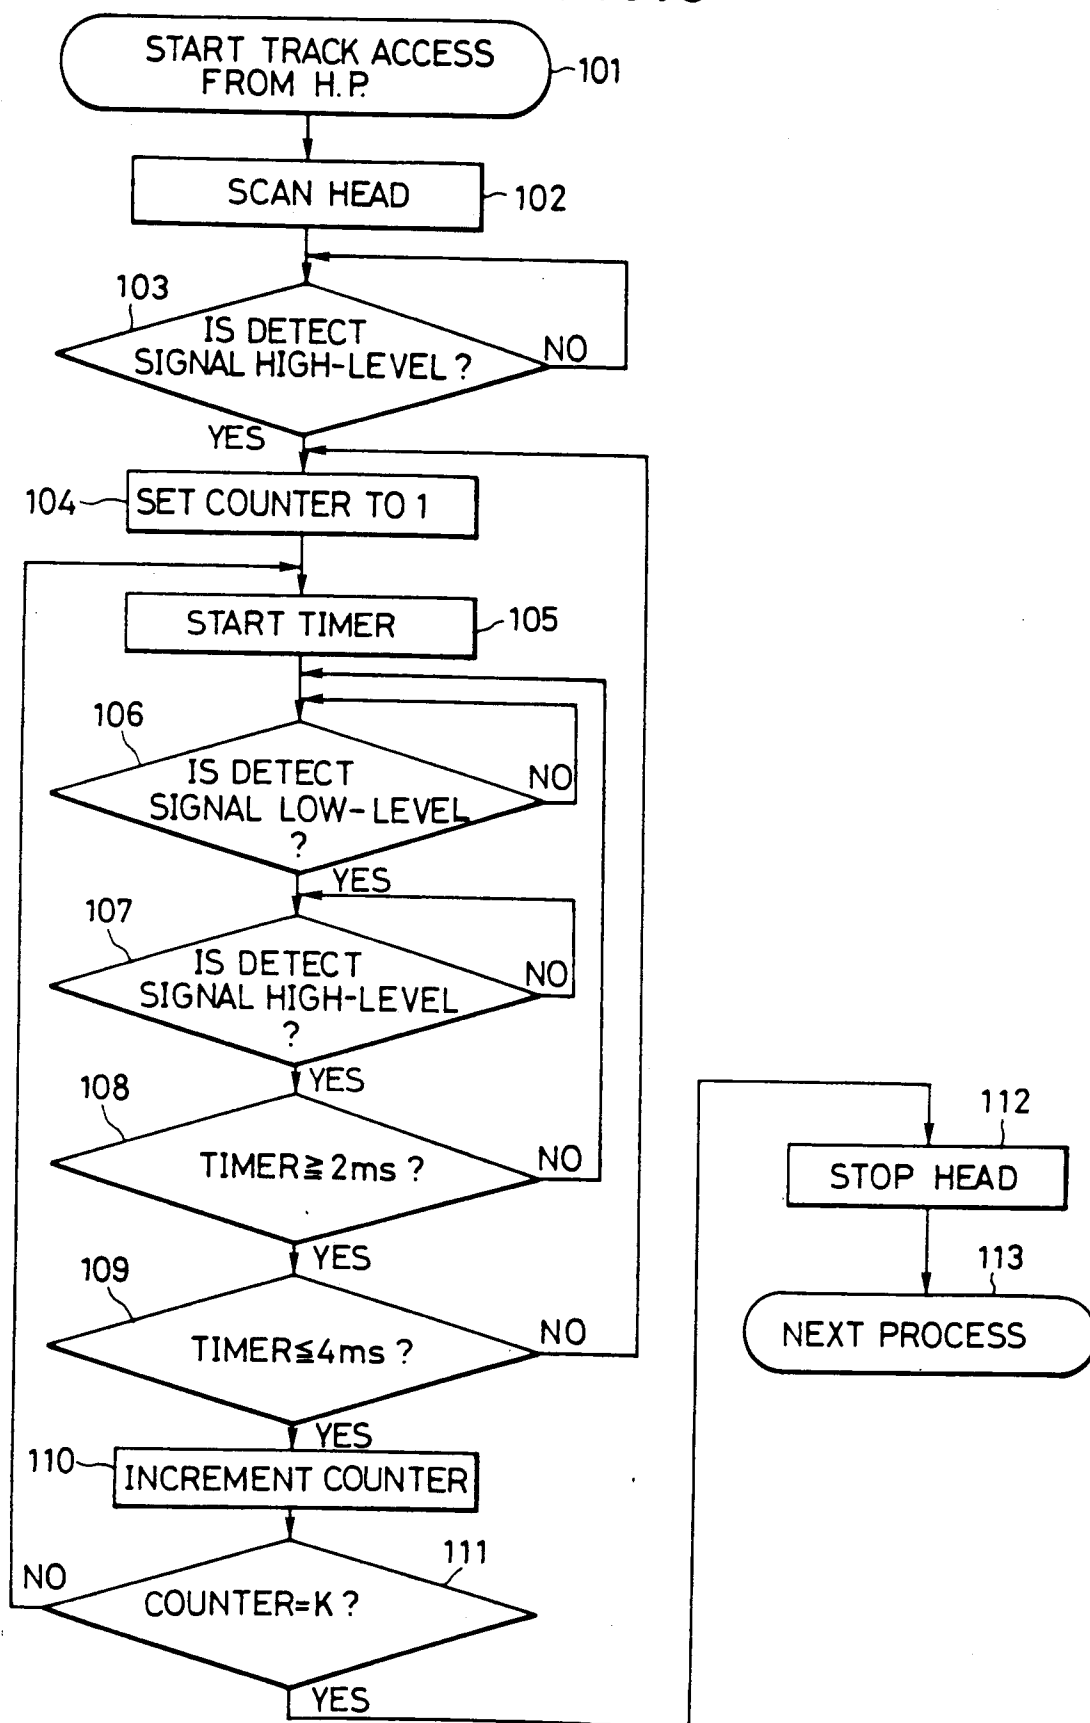 START TRACK ACCESS
FROM H.P.
101
SCAN HEAD
102
103
IS DETECT
SIGNAL HIGH-LEVEL ?
NO
YES
104
SET COUNTER TO 1
START TIMER
105
106
IS DETECT
SIGNAL LOW-LEVEL
?
NO
YES
107
IS DETECT
SIGNAL HIGH-LEVEL
?
NO
YES
108
TIMER≧2ms ?
NO
YES
109
TIMER≦4ms ?
NO
YES
110
INCREMENT COUNTER
111
COUNTER=K ?
NO
YES
112
STOP HEAD
113
NEXT PROCESS